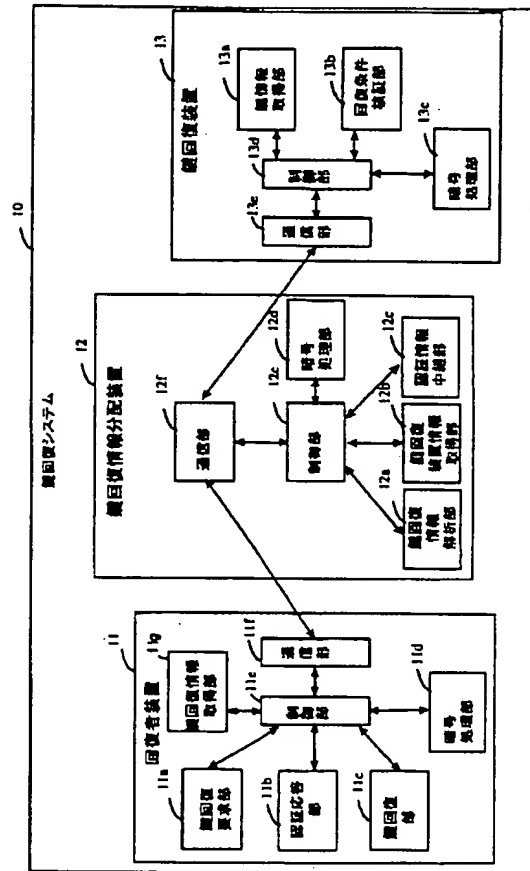 10
鍵回復システム
11
回復者装置
11g
鍵回復情報
取得部
11a
鍵回復
要求部
11b
認証応答
部
11c
鍵回復
部
11e
制御部
11f
通信部
11d
暗号
処理部
12
鍵回復情報分配装置
12f
通信部
12d
暗号
処理部
12e
制御部
12a
鍵回復
情報
解析部
12b
鍵回復
装置情報
取得部
12c
認証情報
中継部
13
鍵回復装置
13a
鍵情報
取得部
13b
回復条件
検証部
13c
暗号
処理部
13d
制御部
13e
通信部